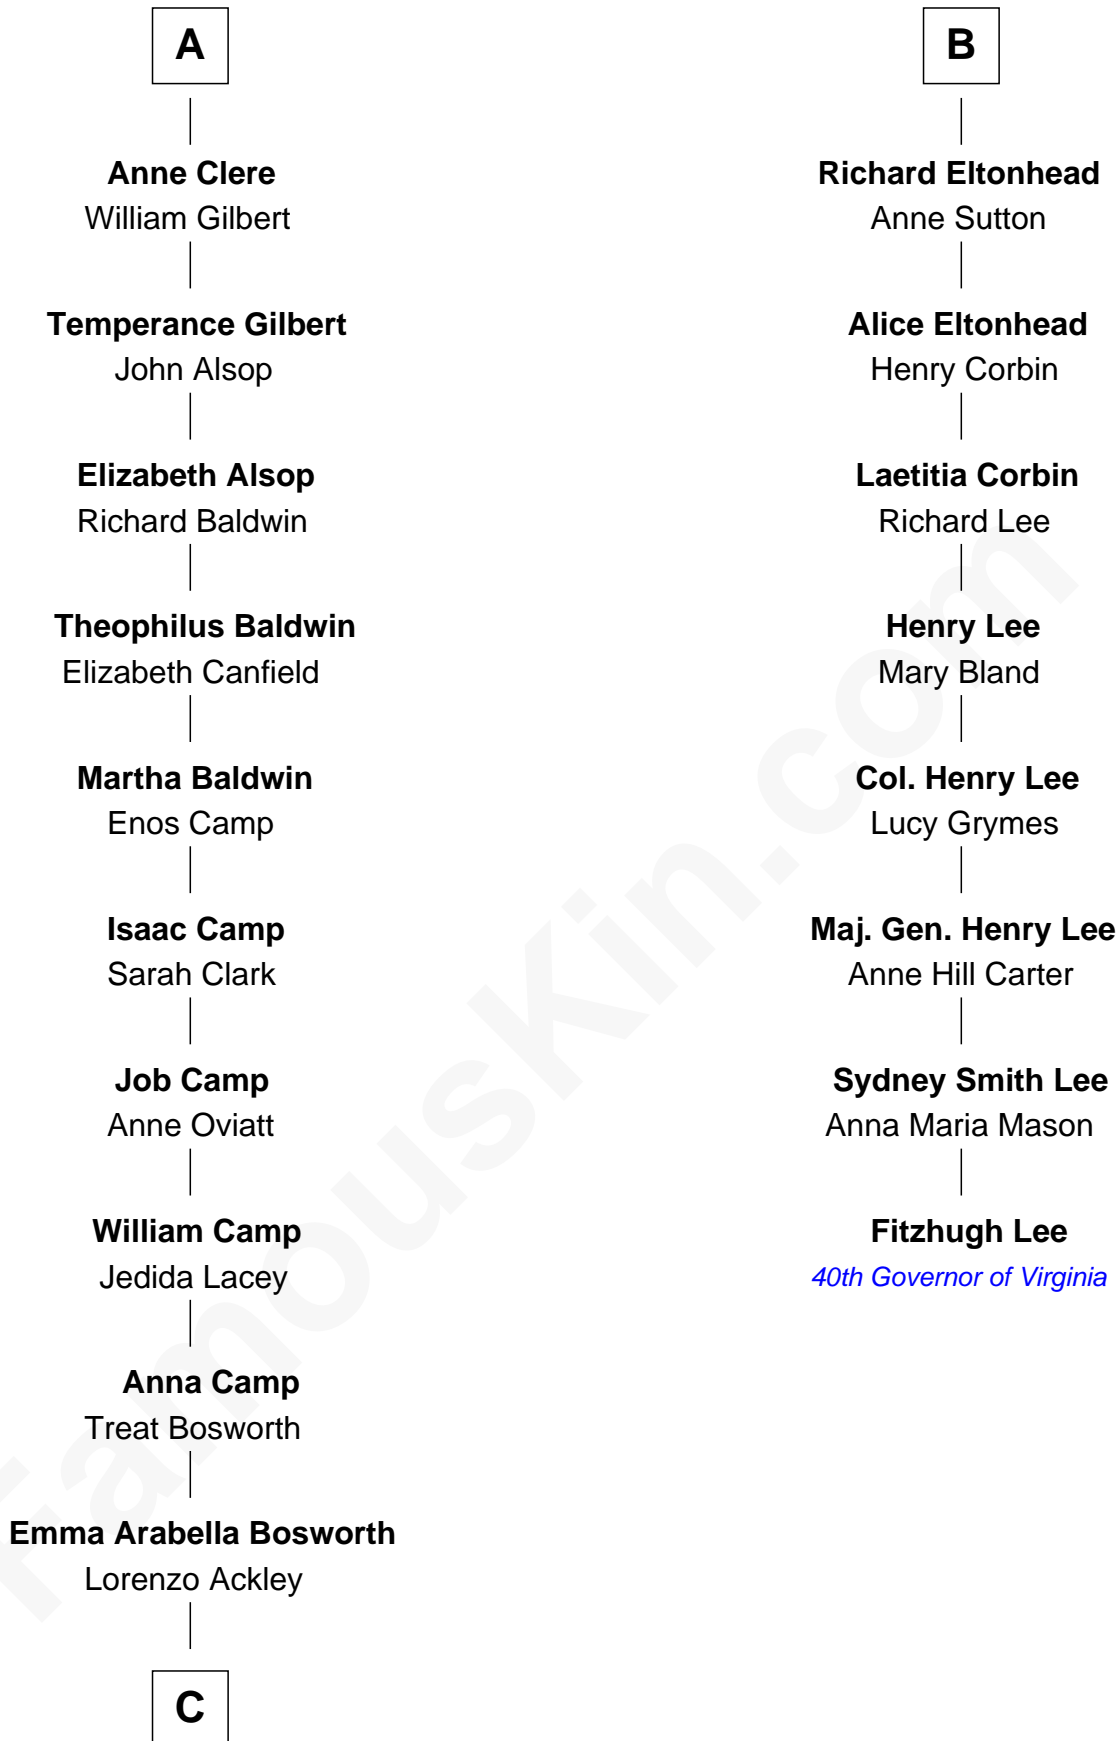 A
Anne Clere
William Gilbert
Temperance Gilbert
John Alsop
Elizabeth Alsop
Richard Baldwin
Theophilus Baldwin
Elizabeth Canfield
Martha Baldwin
Enos Camp
Isaac Camp
Sarah Clark
Job Camp
Anne Oviatt
William Camp
Jedida Lacey
Anna Camp
Treat Bosworth
Emma Arabella Bosworth
Lorenzo Ackley
C
B
Richard Eltonhead
Anne Sutton
Alice Eltonhead
Henry Corbin
Laetitia Corbin
Richard Lee
Henry Lee
Mary Bland
Col. Henry Lee
Lucy Grymes
Maj. Gen. Henry Lee
Anne Hill Carter
Sydney Smith Lee
Anna Maria Mason
Fitzhugh Lee
40th Governor of Virginia
FamousKin.com